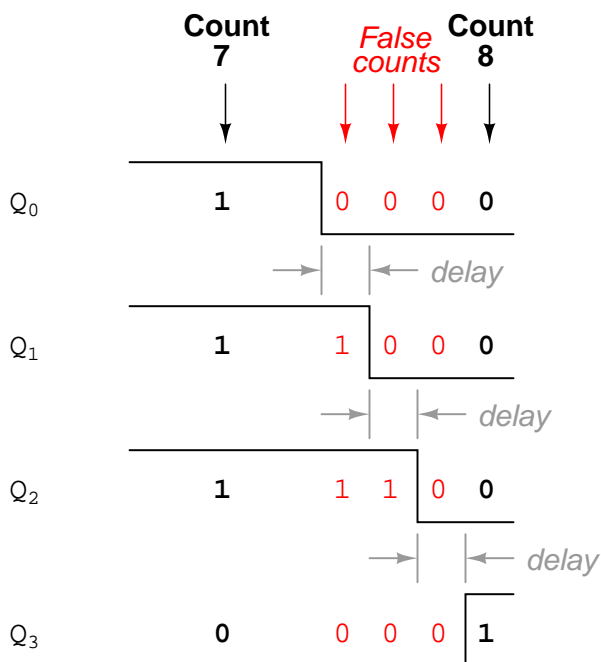 Count 7
False counts
Count 8
Q0 1 0 0 0 0
delay
Q1 1 1 0 0 0
delay
Q2 1 1 1 0 0
delay
Q3 0 0 0 0 1